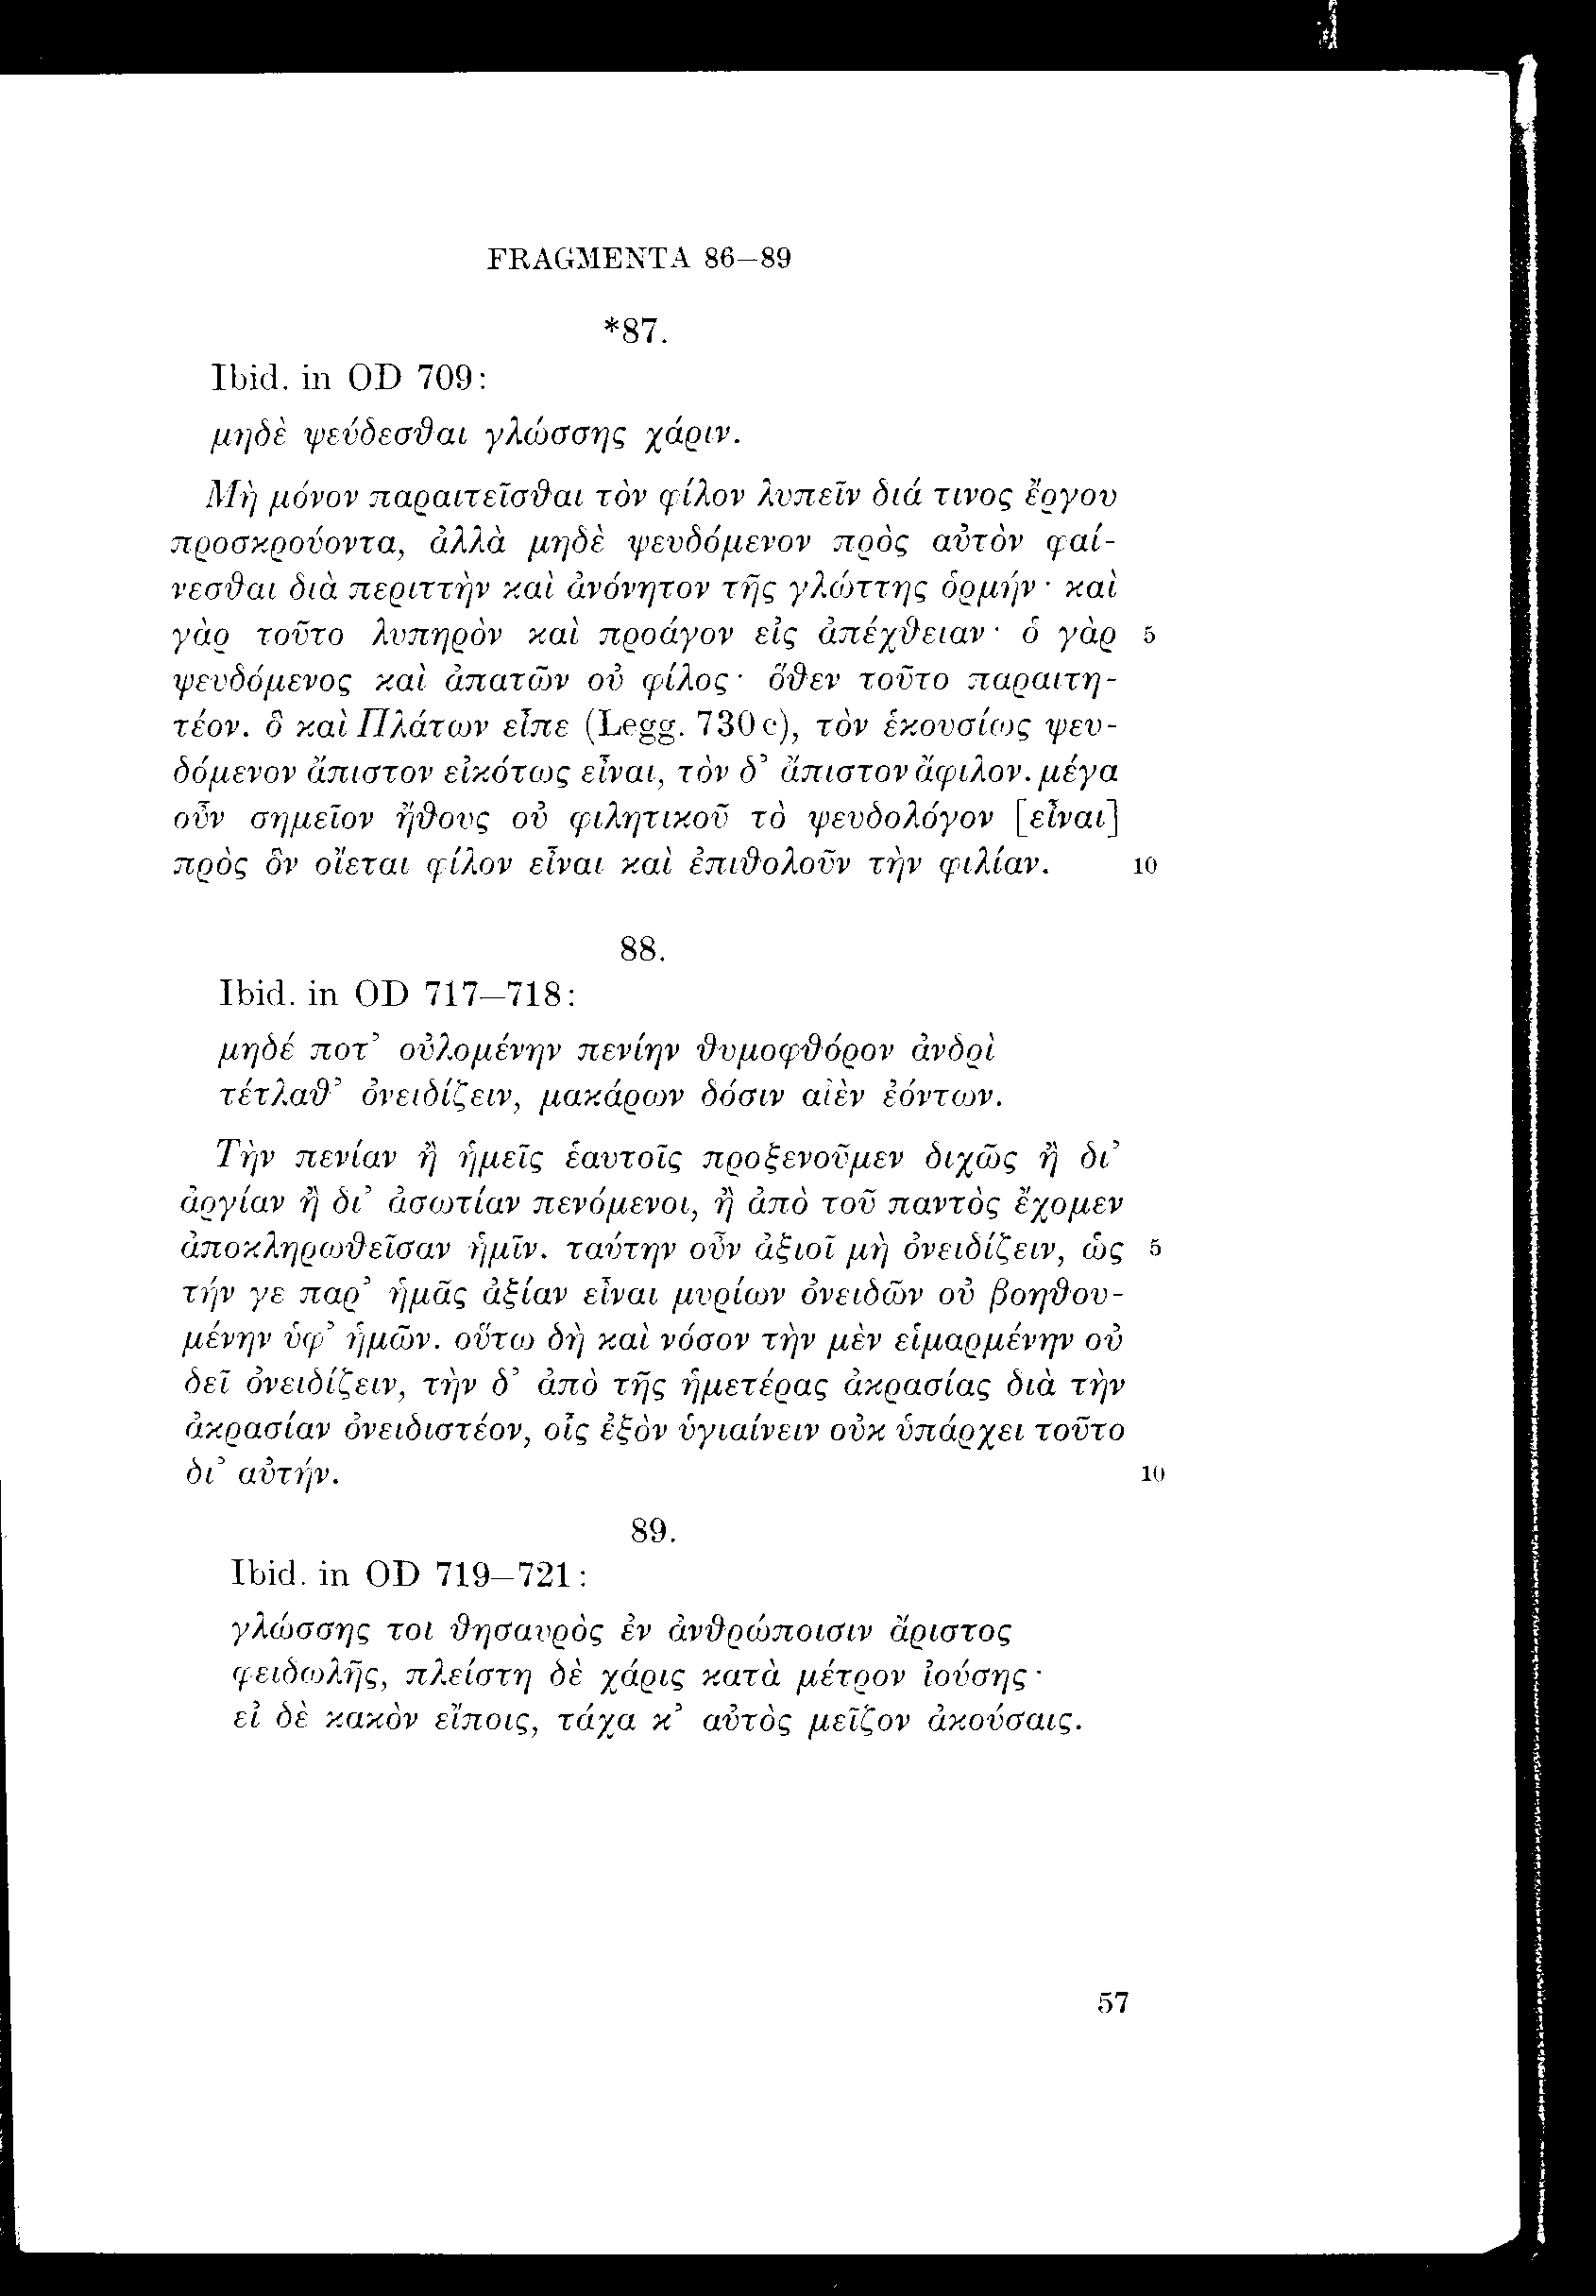 FRAGMENTA 86—89
*87.
Ibid. in OD 709:
μηδὲ ψεύδεσθαι γλώσσης χάριν.
Μὴ μόνον παραιτεῖσθαι τὸν φίλον λυπεῖν διά τινος ἔργου
προσκρούοντα, ἀλλὰ μηδὲ ψευδόμενον πρὸς αὐτὸν φαί-
νεσθαι διὰ περιττὴν καὶ ἀνόνητον τῆς γλώττης ὁρμήν· καὶ
γὰρ τοῦτο λυπηρὸν καὶ προάγον εἰς ἀπέχθειαν· ὁ γὰρ 5
ψευδόμενος καὶ ἀπατῶν οὐ φίλος· ὅθεν τοῦτο παραιτη-
τέον. ὃ καὶ Πλάτων εἶπε (Legg. 730 c), τὸν ἑκουσίως ψευ-
δόμενον ἄπιστον εἰκότως εἶναι, τὸν δ’ ἄπιστον ἄφιλον. μέγα
οὖν σημεῖον ἤθους οὐ φιλητικοῦ τὸ ψευδολόγον [εἶναι]
πρὸς ὃν οἴεται φίλον εἶναι καὶ ἐπιθολοῦν τὴν φιλίαν. 10
88.
Ibid. in OD 717—718:
μηδέ ποτ’ οὐλομένην πενίην θυμοφθόρον ἀνδρὶ
τέτλαθ’ ὀνειδίζειν, μακάρων δόσιν αἰὲν ἐόντων.
Τὴν πενίαν ἢ ἡμεῖς ἑαυτοῖς προξενοῦμεν διχῶς ἢ δι’
ἀργίαν ἢ δι’ ἀσωτίαν πενόμενοι, ἢ ἀπὸ τοῦ παντὸς ἔχομεν
ἀποκληρωθεῖσαν ἡμῖν. ταύτην οὖν ἀξιοῖ μὴ ὀνειδίζειν, ὡς 5
τήν γε παρ’ ἡμᾶς ἀξίαν εἶναι μυρίων ὀνειδῶν οὐ βοηθου-
μένην ὑφ’ ἡμῶν. οὕτω δὴ καὶ νόσον τὴν μὲν εἱμαρμένην οὐ
δεῖ ὀνειδίζειν, τὴν δ’ ἀπὸ τῆς ἡμετέρας ἀκρασίας διὰ τὴν
ἀκρασίαν ὀνειδιστέον, οἷς ἐξὸν ὑγιαίνειν οὐκ ὑπάρχει τοῦτο
δι’ αὐτήν. 10
89.
Ibid. in OD 719—721:
γλώσσης τοι θησαυρὸς ἐν ἀνθρώποισιν ἄριστος
φειδωλῆς, πλείστη δὲ χάρις κατὰ μέτρον ἰούσης·
εἰ δὲ κακὸν εἴποις, τάχα κ’ αὐτὸς μεῖζον ἀκούσαις.
57